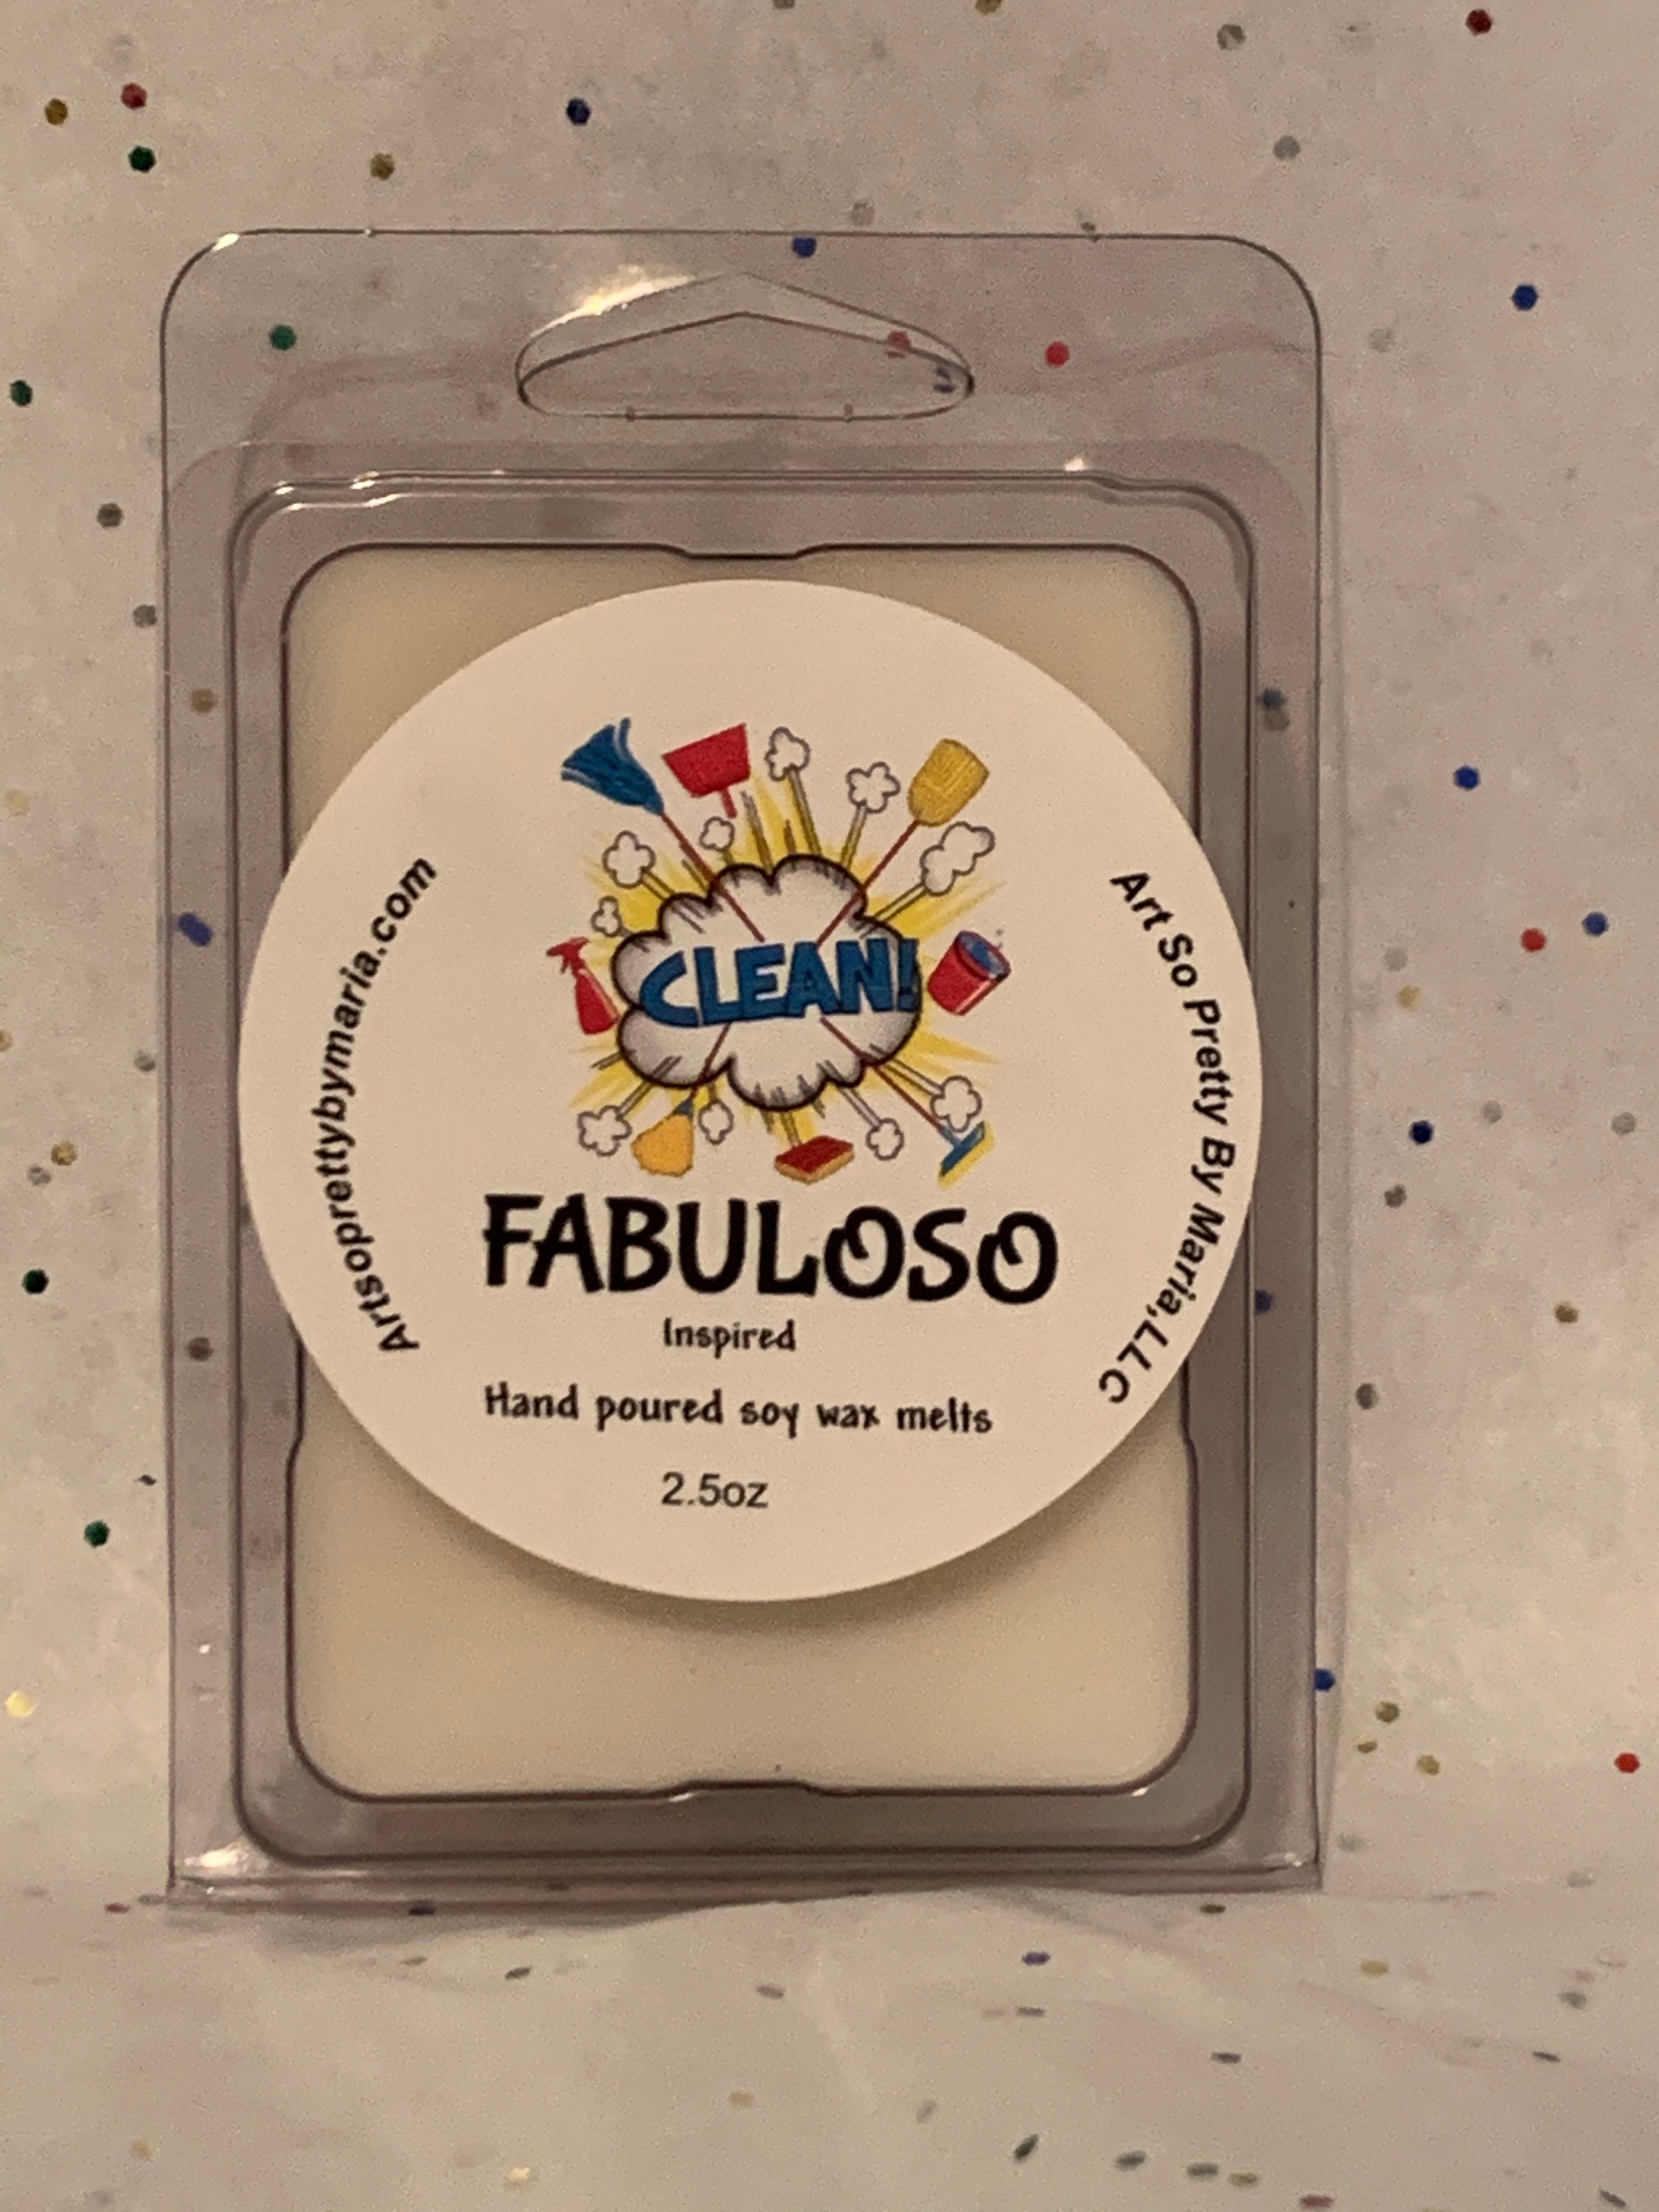 CLEAN!
FABULOSO
Inspired
Hand poured soy wax melts
2.5oz
Artsoprettybymaria.com
Art So Pretty By Maria,LLC